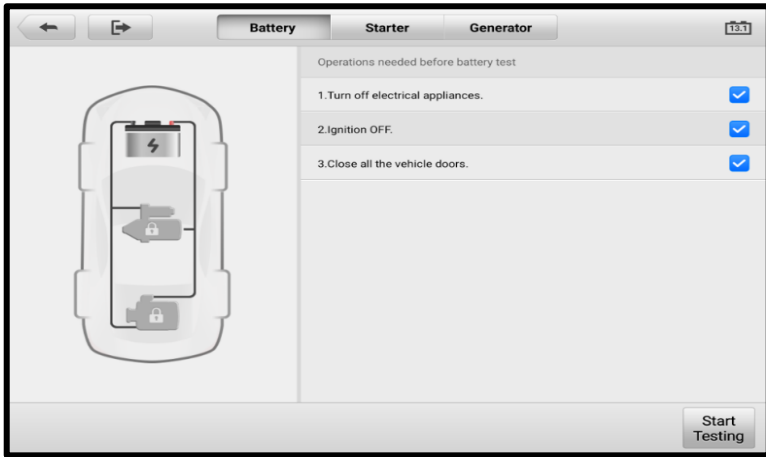 Battery
Starter
Generator
13.1
Operations needed before battery test
1.Turn off electrical appliances.
2.Ignition OFF.
3.Close all the vehicle doors.
Start
Testing